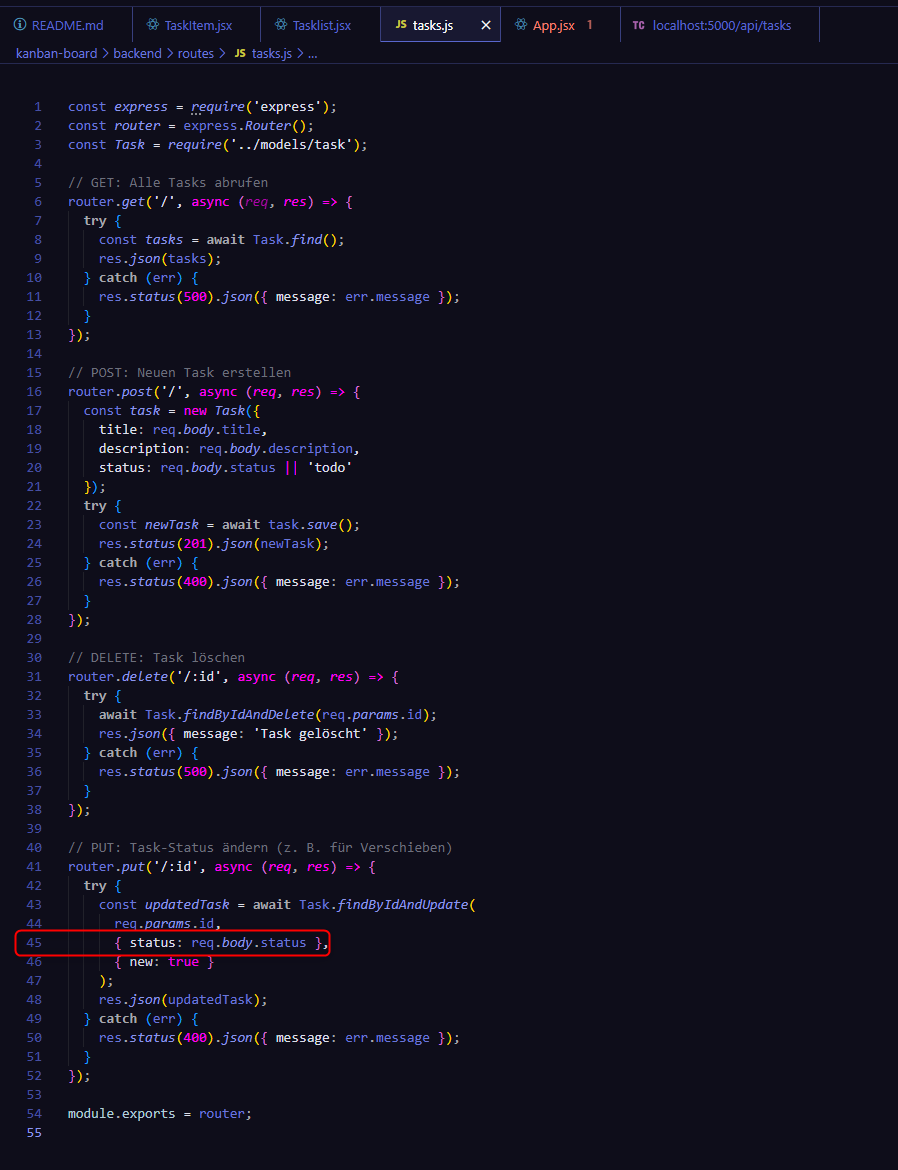 README.md TaskItem.jsx Tasklist.jsx JS tasks.js App.jsx 1 TC localhost:5000/api/tasks
kanban-board > backend > routes > JS tasks.js > ...
1 const express = require('express');
2 const router = express.Router();
3 const Task = require('../models/task');
4
5 // GET: Alle Tasks abrufen
6 router.get('/', async (req, res) => {
7 try {
8 const tasks = await Task.find();
9 res.json(tasks);
10 } catch (err) {
11 res.status(500).json({ message: err.message });
12 }
13 });
14
15 // POST: Neuen Task erstellen
16 router.post('/', async (req, res) => {
17 const task = new Task({
18 title: req.body.title,
19 description: req.body.description,
20 status: req.body.status || 'todo'
21 });
22 try {
23 const newTask = await task.save();
24 res.status(201).json(newTask);
25 } catch (err) {
26 res.status(400).json({ message: err.message });
27 }
28 });
29
30 // DELETE: Task löschen
31 router.delete('/:id', async (req, res) => {
32 try {
33 await Task.findByIdAndDelete(req.params.id);
34 res.json({ message: 'Task gelöscht' });
35 } catch (err) {
36 res.status(500).json({ message: err.message });
37 }
38 });
39
40 // PUT: Task-Status ändern (z. B. für Verschieben)
41 router.put('/:id', async (req, res) => {
42 try {
43 const updatedTask = await Task.findByIdAndUpdate(
44 req.params.id,
45 { status: req.body.status },
46 { new: true }
47 );
48 res.json(updatedTask);
49 } catch (err) {
50 res.status(400).json({ message: err.message });
51 }
52 });
53
54 module.exports = router;
55